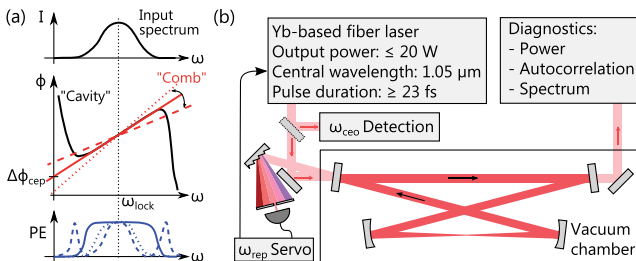 (a)
I
Input
spectrum
ω
ϕ
"Comb"
"Cavity"
Δϕcep
ωlock
ω
PE
ω
(b)
Yb-based fiber laser
Output power: ≤ 20 W
Central wavelength: 1.05 µm
Pulse duration: ≥ 23 fs
Diagnostics:
- Power
- Autocorrelation
- Spectrum
ωceo Detection
ωrep Servo
Vacuum
chamber